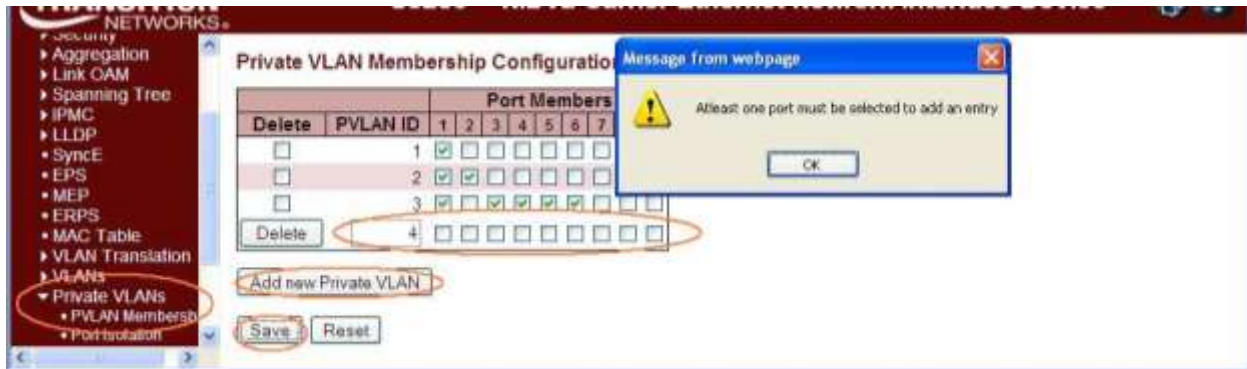 NETWORKS
Security
Aggregation
Link OAM
Spanning Tree
IPMC
LLDP
SyncE
EPS
MEP
ERPS
MAC Table
VLAN Translation
VLANs
Private VLANs
PVLAN Membersh
Port Isolation
Private VLAN Membership Configuratio
Port Members
Delete PVLAN ID 1 2 3 4 5 6 7
1
2
3
Delete 4
Add new Private VLAN
Save Reset
Message from webpage
Atleast one port must be selected to add an entry
OK